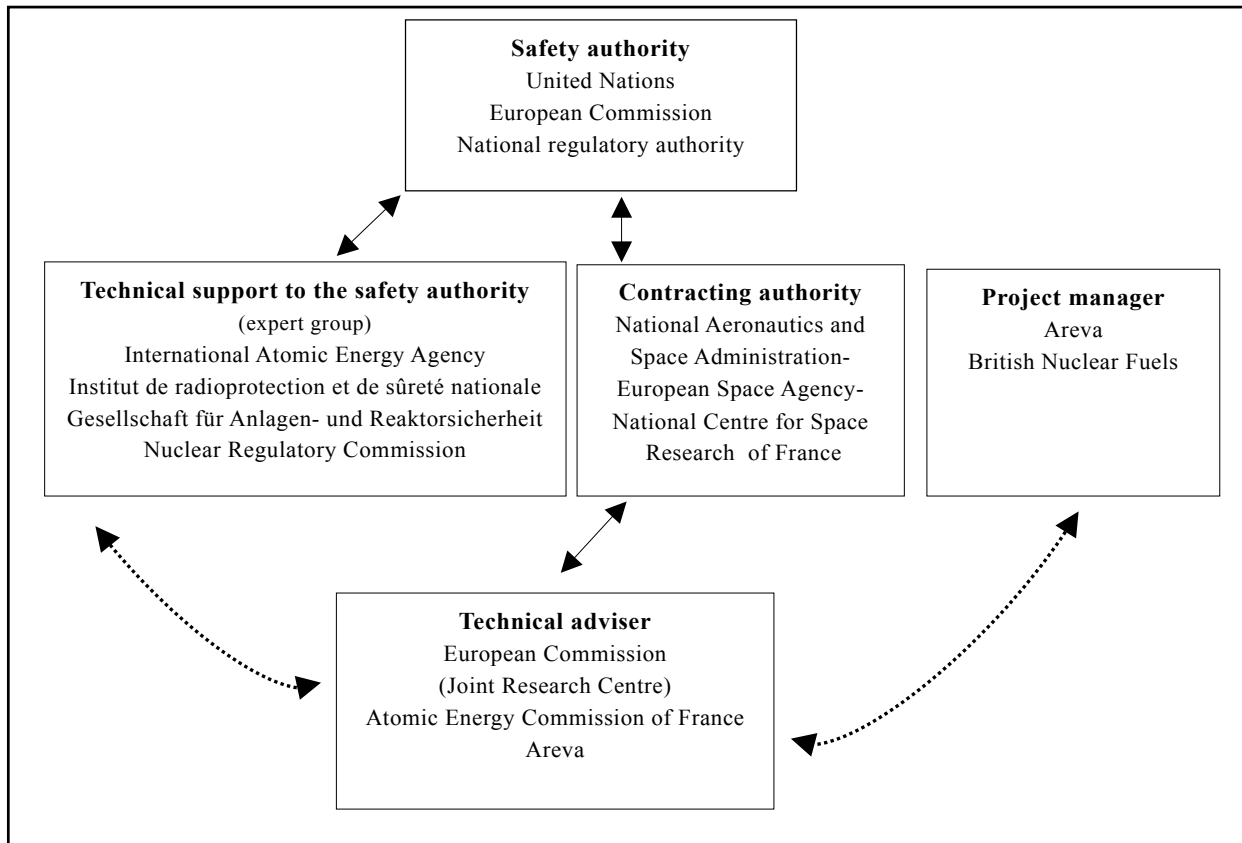 Safety authority
United Nations
European Commission
National regulatory authority
Technical support to the safety authority
(expert group)
International Atomic Energy Agency
Institut de radioprotection et de sûreté nationale
Gesellschaft für Anlagen- und Reaktorsicherheit
Nuclear Regulatory Commission
Contracting authority
National Aeronautics and
Space Administration-
European Space Agency-
National Centre for Space
Research of France
Project manager
Areva
British Nuclear Fuels
Technical adviser
European Commission
(Joint Research Centre)
Atomic Energy Commission of France
Areva